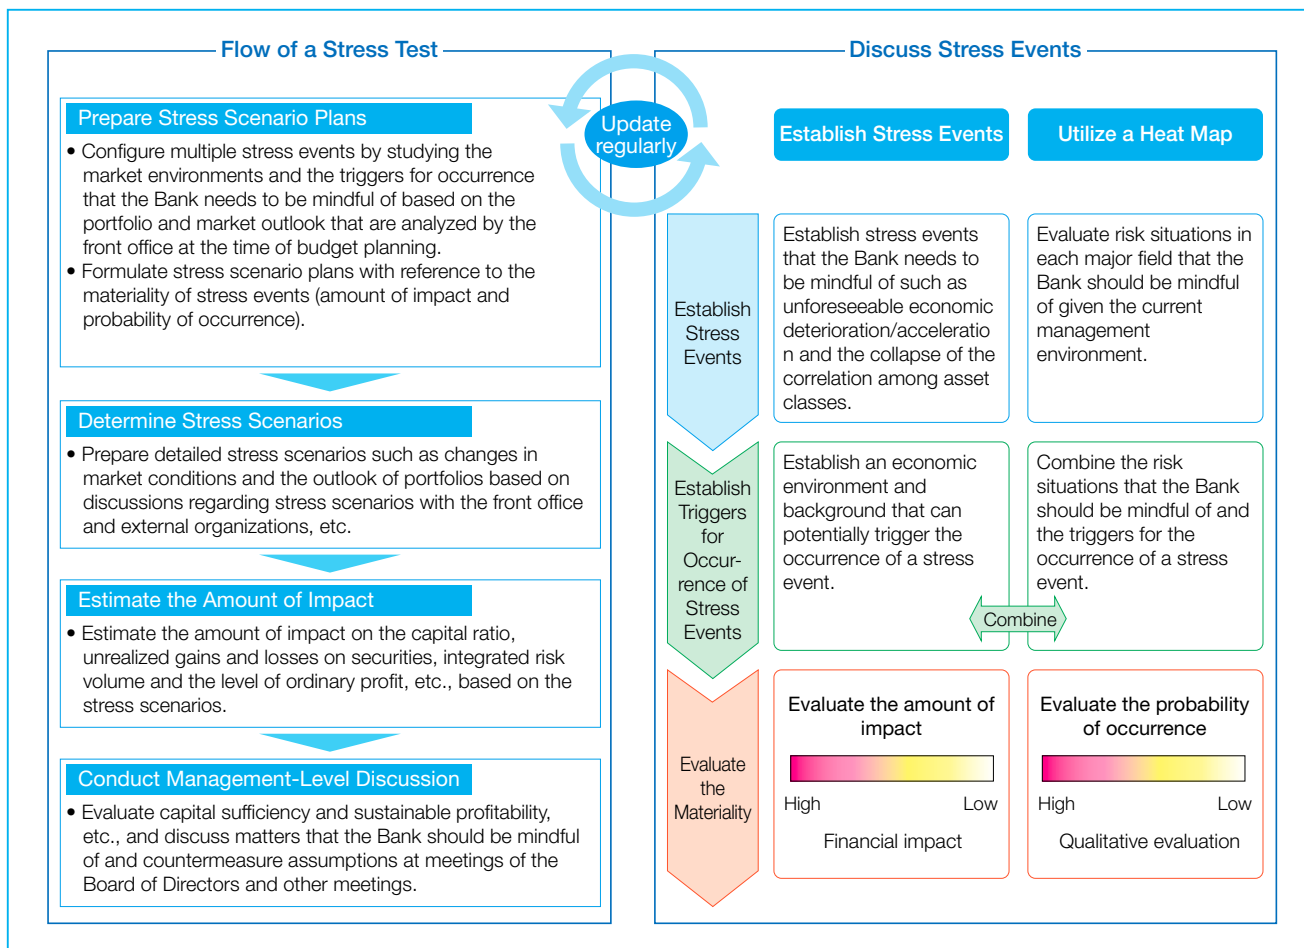 Flow of a Stress Test
Prepare Stress Scenario Plans
• Configure multiple stress events by studying the
market environments and the triggers for occurrence
that the Bank needs to be mindful of based on the
portfolio and market outlook that are analyzed by the
front office at the time of budget planning.
• Formulate stress scenario plans with reference to the
materiality of stress events (amount of impact and
probability of occurrence).
Determine Stress Scenarios
• Prepare detailed stress scenarios such as changes in
market conditions and the outlook of portfolios based on
discussions regarding stress scenarios with the front office
and external organizations, etc.
Estimate the Amount of Impact
• Estimate the amount of impact on the capital ratio,
unrealized gains and losses on securities, integrated risk
volume and the level of ordinary profit, etc., based on the
stress scenarios.
Conduct Management-Level Discussion
• Evaluate capital sufficiency and sustainable profitability,
etc., and discuss matters that the Bank should be mindful
of and countermeasure assumptions at meetings of the
Board of Directors and other meetings.
Update
regularly
Discuss Stress Events
Establish Stress Events
Utilize a Heat Map
Establish
Stress
Events
Establish stress events
that the Bank needs to
be mindful of such as
unforeseeable economic
deterioration/acceleratio
n and the collapse of the
correlation among asset
classes.
Evaluate risk situations in
each major field that the
Bank should be mindful
of given the current
management
environment.
Establish
Triggers
for
Occur-
rence of
Stress
Events
Establish an economic
environment and
background that can
potentially trigger the
occurrence of a stress
event.
Combine the risk
situations that the Bank
should be mindful of and
the triggers for the
occurrence of a stress
event.
Combine
Evaluate
the
Materiality
Evaluate the amount of
impact
High Low
Financial impact
Evaluate the probability
of occurrence
High Low
Qualitative evaluation